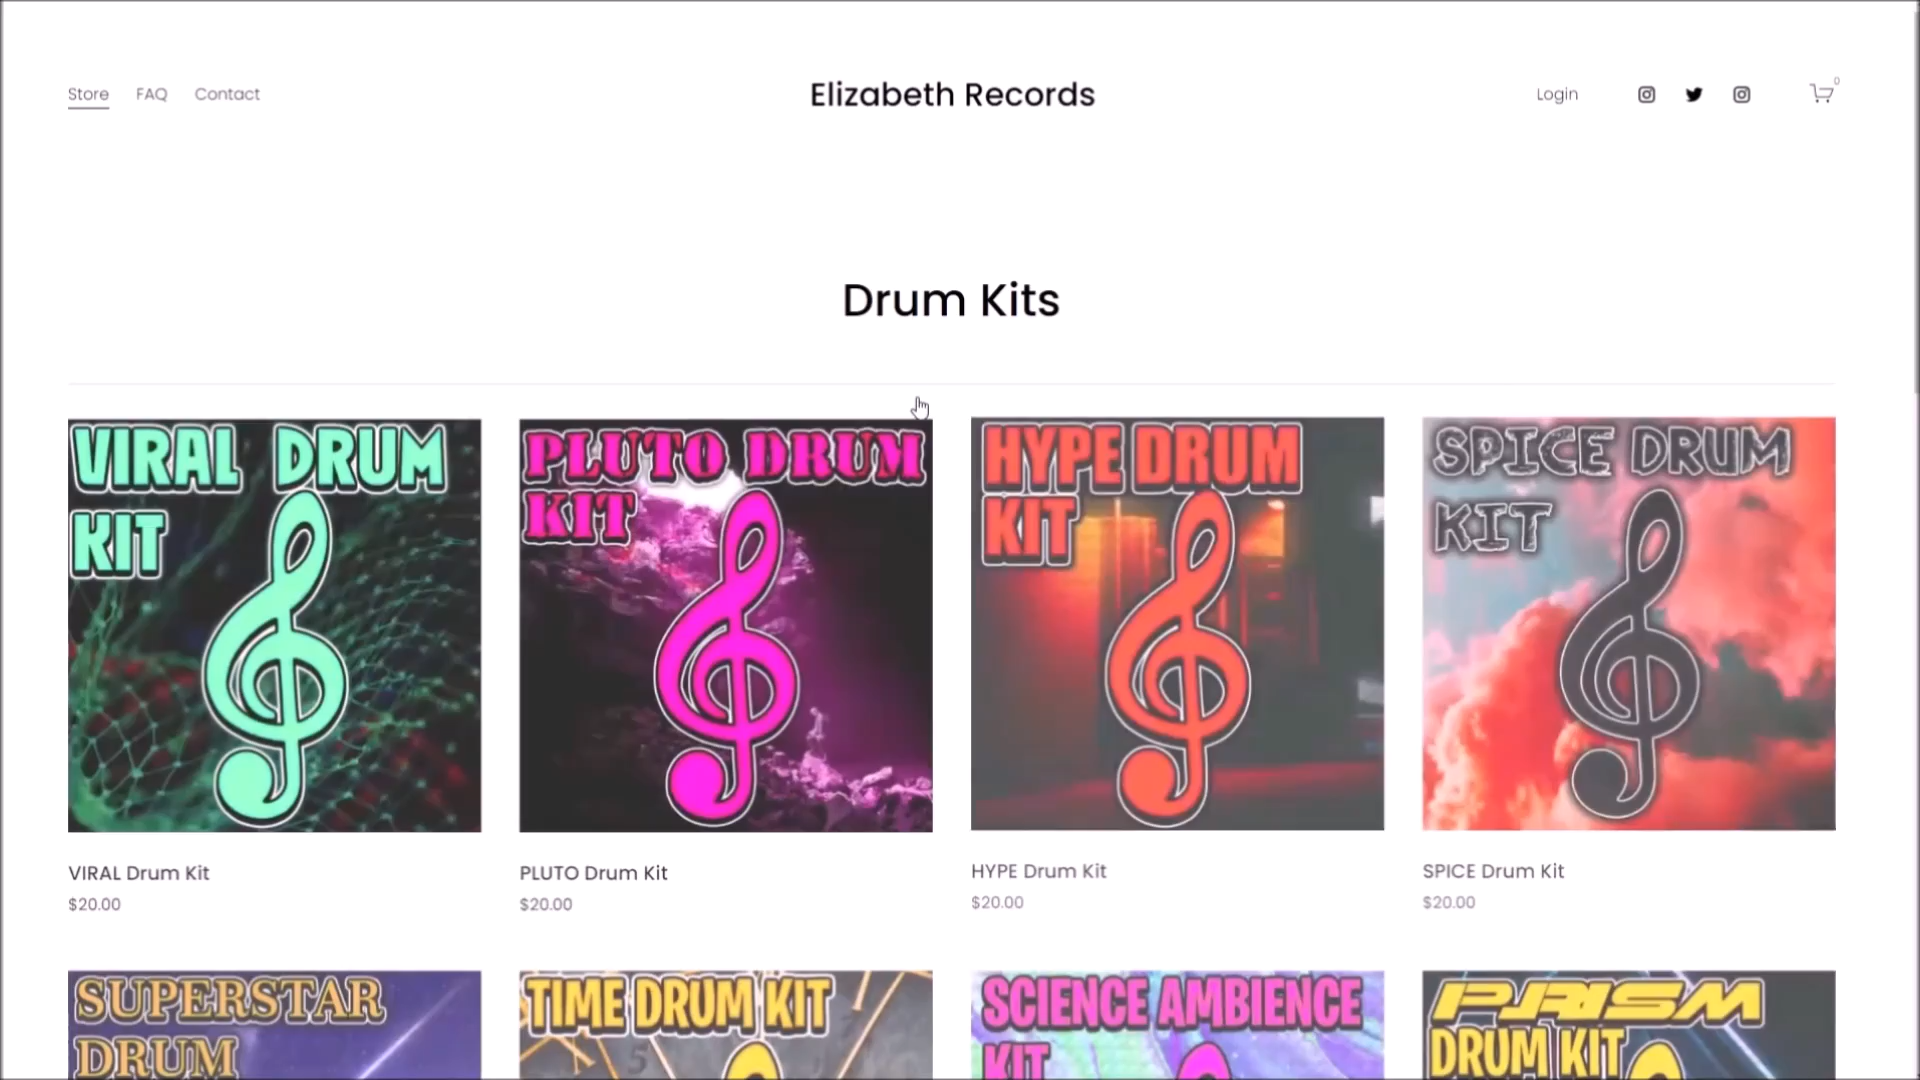 Store FAQ Contact
Elizabeth Records
Login
0
Drum Kits
VIRAL DRUM
KIT
PLUTO DRUM
KIT
HYPE DRUM
KIT
SPICE DRUM
KIT
VIRAL Drum Kit
$20.00
PLUTO Drum Kit
$20.00
HYPE Drum Kit
$20.00
SPICE Drum Kit
$20.00
SUPERSTAR
DRUM
TIME DRUM KIT
5
SCIENCE AMBIENCE
KIT
PRISM
DRUM KIT